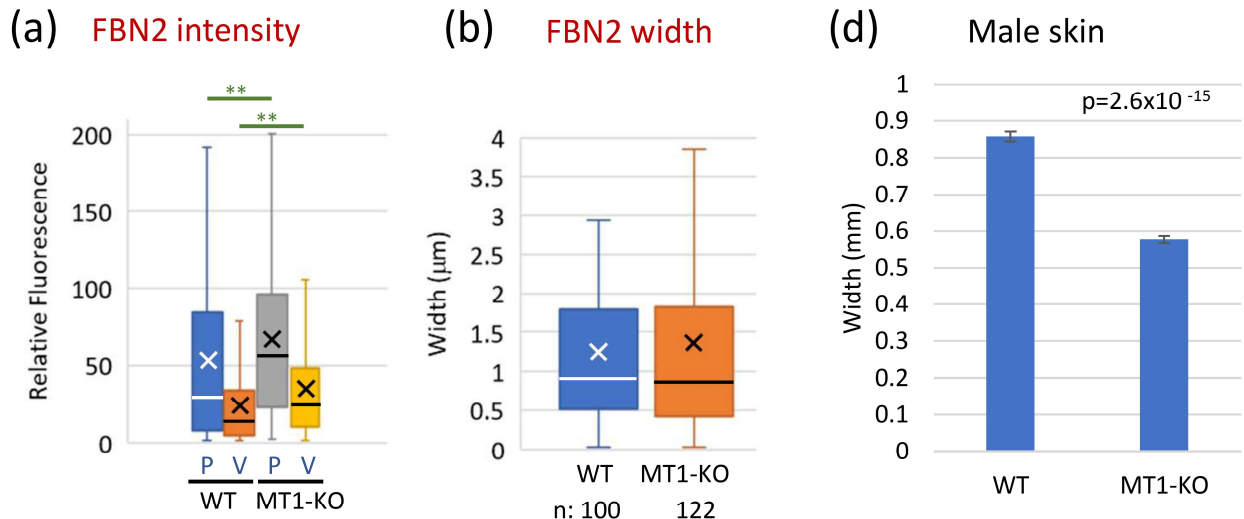 (a) FBN2 intensity
**
**
Relative Fluorescence
200
150
100
50
0
P V P V
WT MT1-KO
(b) FBN2 width
Width (μm)
4
3.5
3
2.5
2
1.5
1
0.5
0
WT MT1-KO
n: 100 122
(d) Male skin
p=2.6x10 -15
Width (mm)
1
0.9
0.8
0.7
0.6
0.5
0.4
0.3
0.2
0.1
0
WT MT1-KO